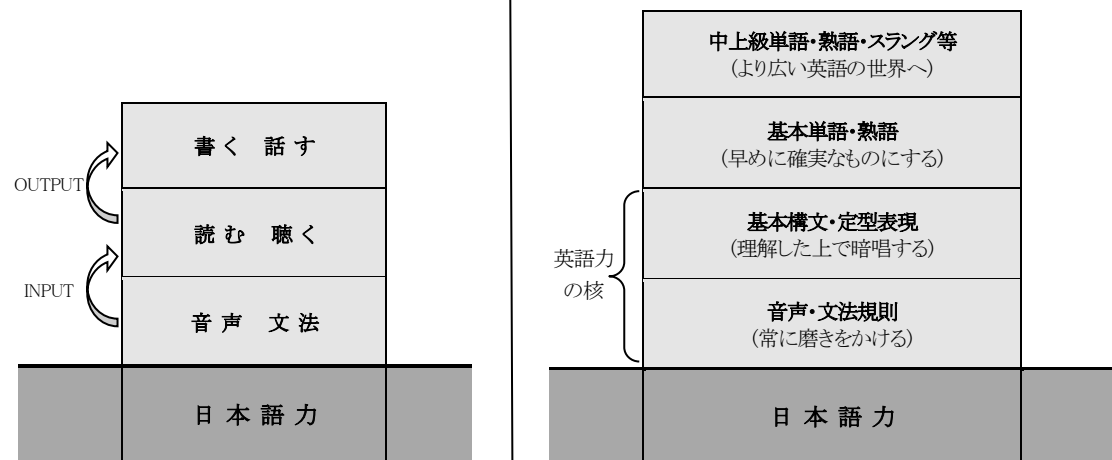 書く 話す
OUTPUT
読む 聴く
INPUT
音声 文法
日本語力
中上級単語・熟語・スラング等
(より広い英語の世界へ)
基本単語・熟語
(早めに確実なものにする)
基本構文・定型表現
(理解した上で暗唱する)
英語力
の核
音声・文法規則
(常に磨きをかける)
日本語力